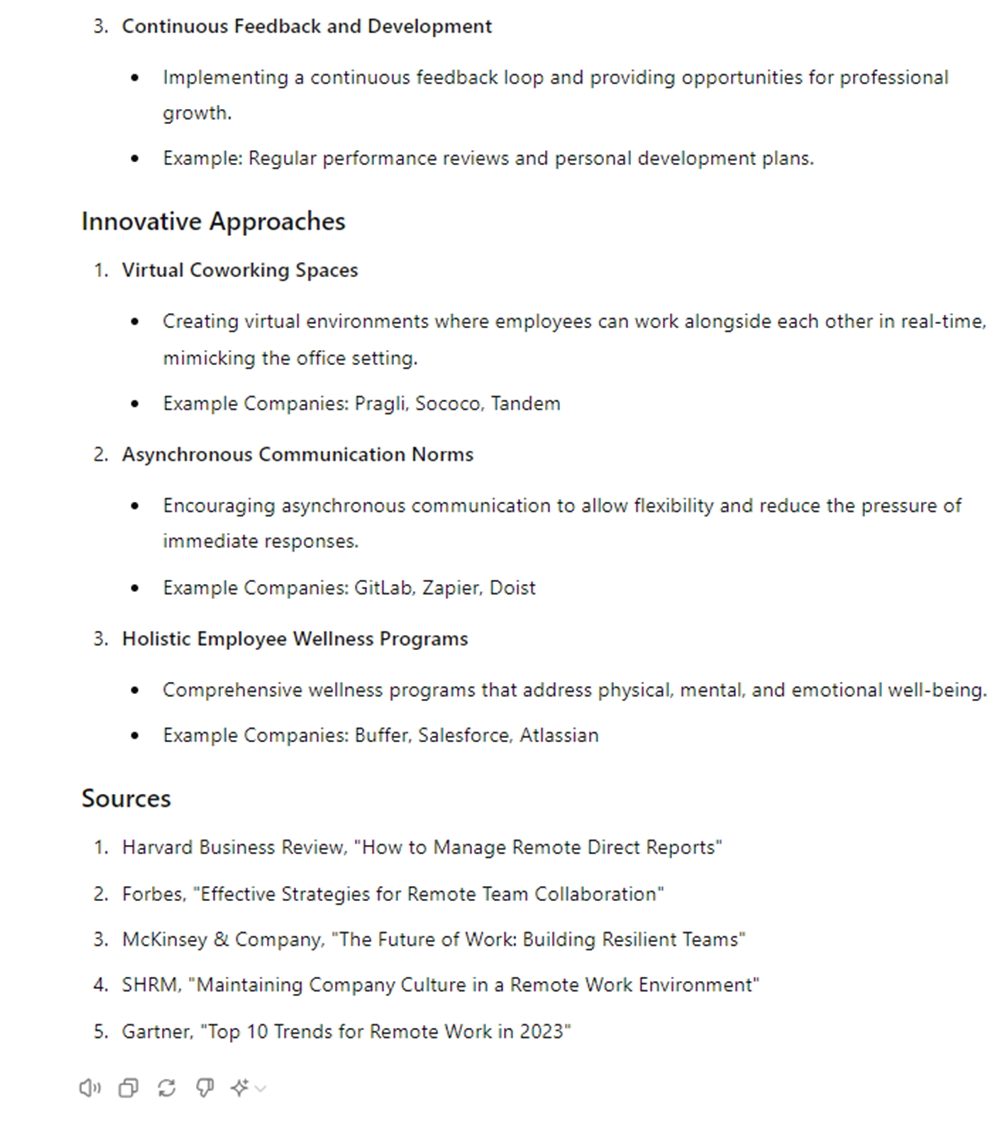 3. Continuous Feedback and Development
• Implementing a continuous feedback loop and providing opportunities for professional
growth.
• Example: Regular performance reviews and personal development plans.
Innovative Approaches
1. Virtual Coworking Spaces
• Creating virtual environments where employees can work alongside each other in real-time,
mimicking the office setting.
• Example Companies: Pragli, Sococo, Tandem
2. Asynchronous Communication Norms
• Encouraging asynchronous communication to allow flexibility and reduce the pressure of
immediate responses.
• Example Companies: GitLab, Zapier, Doist
3. Holistic Employee Wellness Programs
• Comprehensive wellness programs that address physical, mental, and emotional well-being.
• Example Companies: Buffer, Salesforce, Atlassian
Sources
1. Harvard Business Review, "How to Manage Remote Direct Reports"
2. Forbes, "Effective Strategies for Remote Team Collaboration"
3. McKinsey & Company, "The Future of Work: Building Resilient Teams"
4. SHRM, "Maintaining Company Culture in a Remote Work Environment"
5. Gartner, "Top 10 Trends for Remote Work in 2023"